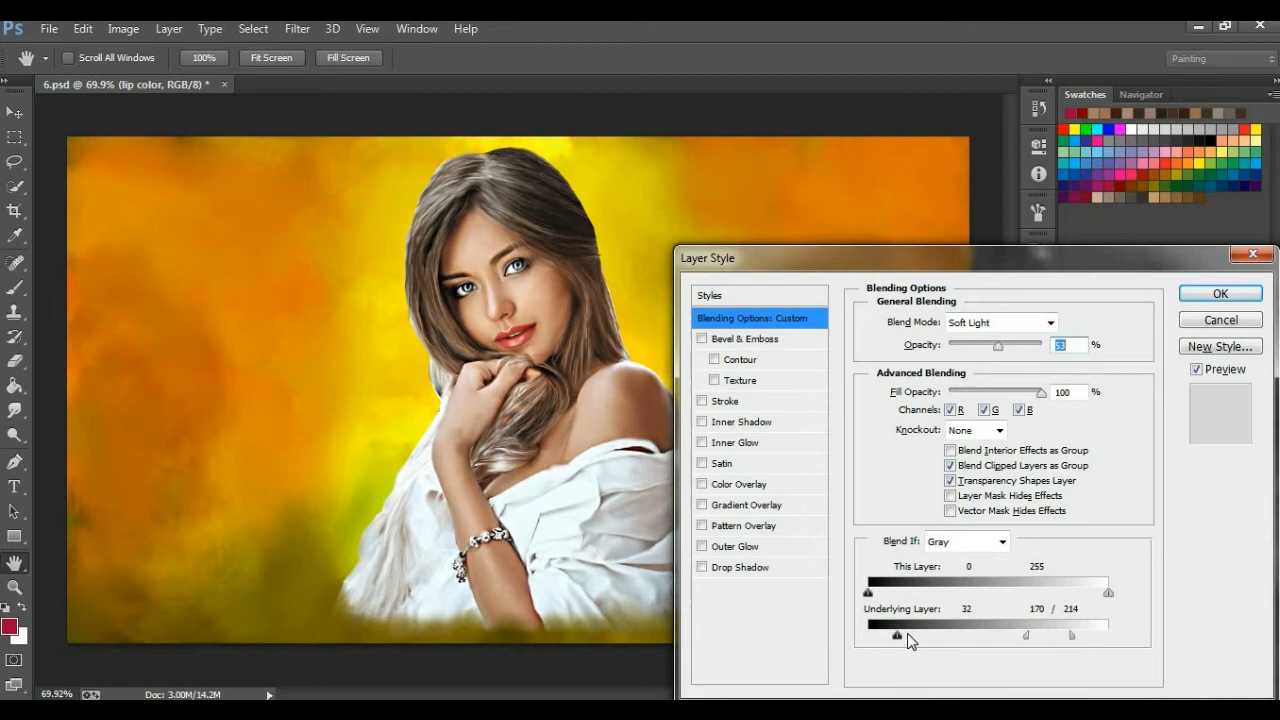 Ps File Edit Image Layer Type Select Filter 3D View Window Help
Scroll All Windows 100% Fit Screen Fill Screen Painting
6.psd @ 69.9% (lip color, RGB/8) * ×
Swatches Navigator
Layer Style
Styles
Blending Options: Custom
Bevel & Emboss
Contour
Texture
Stroke
Inner Shadow
Inner Glow
Satin
Color Overlay
Gradient Overlay
Pattern Overlay
Outer Glow
Drop Shadow
Blending Options
General Blending
Blend Mode: Soft Light
Opacity: 53 %
Advanced Blending
Fill Opacity: 100 %
Channels: R G B
Knockout: None
Blend Interior Effects as Group
Blend Clipped Layers as Group
Transparency Shapes Layer
Layer Mask Hides Effects
Vector Mask Hides Effects
Blend If: Gray
This Layer: 0 255
Underlying Layer: 32 170 / 214
OK
Cancel
New Style...
Preview
69.92% Doc: 3.00M/14.2M